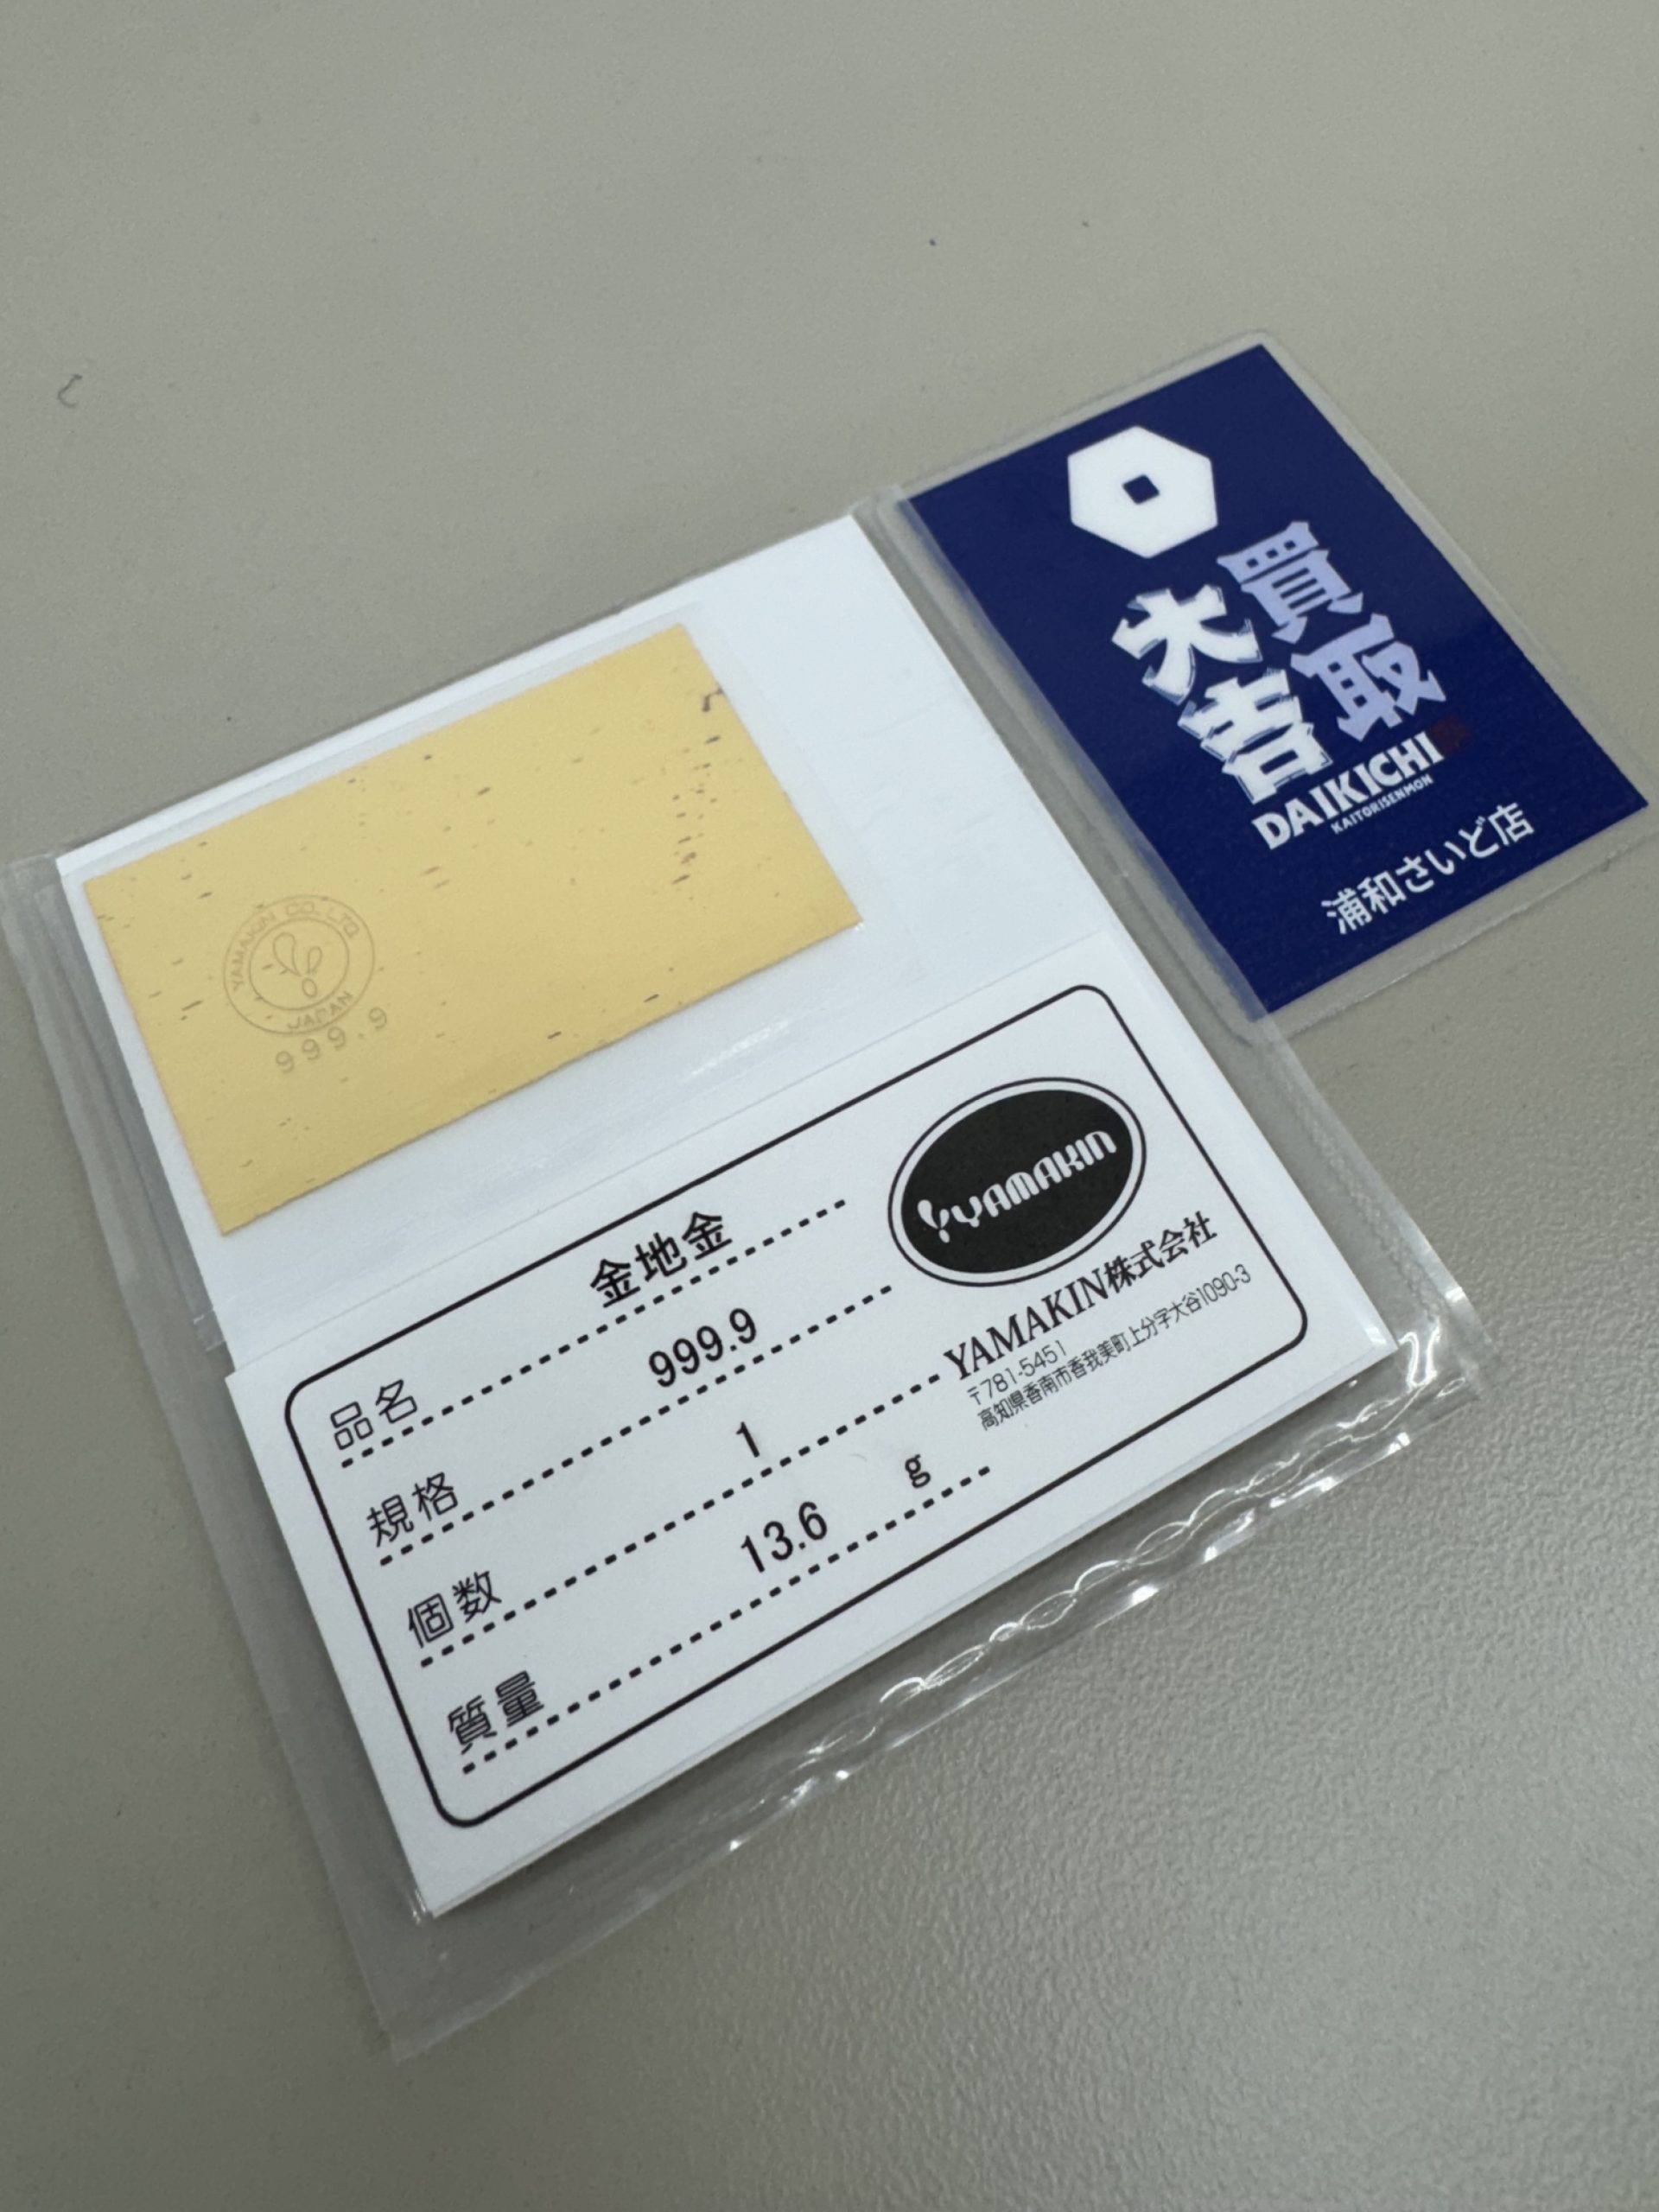 YAMAKIN CO., LTD.
JAPAN
999.9
買取
大吉
DAIKICHI
KAITORISENMON
浦和さいど店
品名 金地金
規格 999.9
個数 1
質量 13.6 g
YAMAKIN
YAMAKIN株式会社
〒781-5451
高知県香南市香我美町上分字大谷1090-3